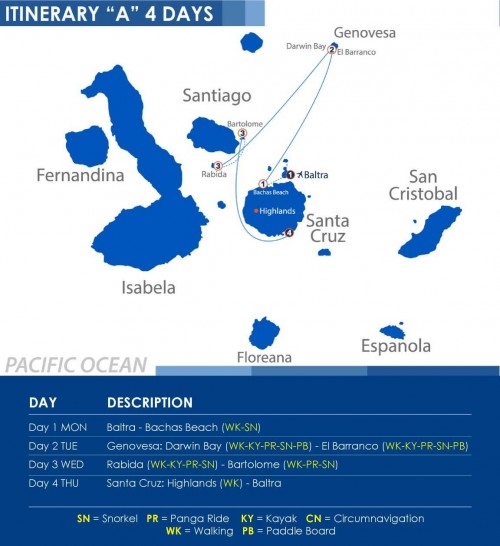 ITINERARY “A” 4 DAYS
Genovesa
Darwin Bay 2 El Barranco
Santiago
Bartolome
3
3
Rabida
Fernandina
1 Baltra
1
Bachas Beach
San
Cristobal
Highlands
Santa
Cruz
4
Isabela
Floreana
Espanola
PACIFIC OCEAN
DAY DESCRIPTION
Day 1 MON Baltra - Bachas Beach (WK-SN)
Day 2 TUE Genovesa: Darwin Bay (WK-KY-PR-SN-PB) - El Barranco (WK-KY-PR-SN-PB)
Day 3 WED Rabida (WK-KY-PR-SN) - Bartolome (WK-PR-SN)
Day 4 THU Santa Cruz: Highlands (WK) - Baltra
SN = Snorkel PR = Panga Ride KY = Kayak CN = Circumnavigation
WK = Walking PB = Paddle Board